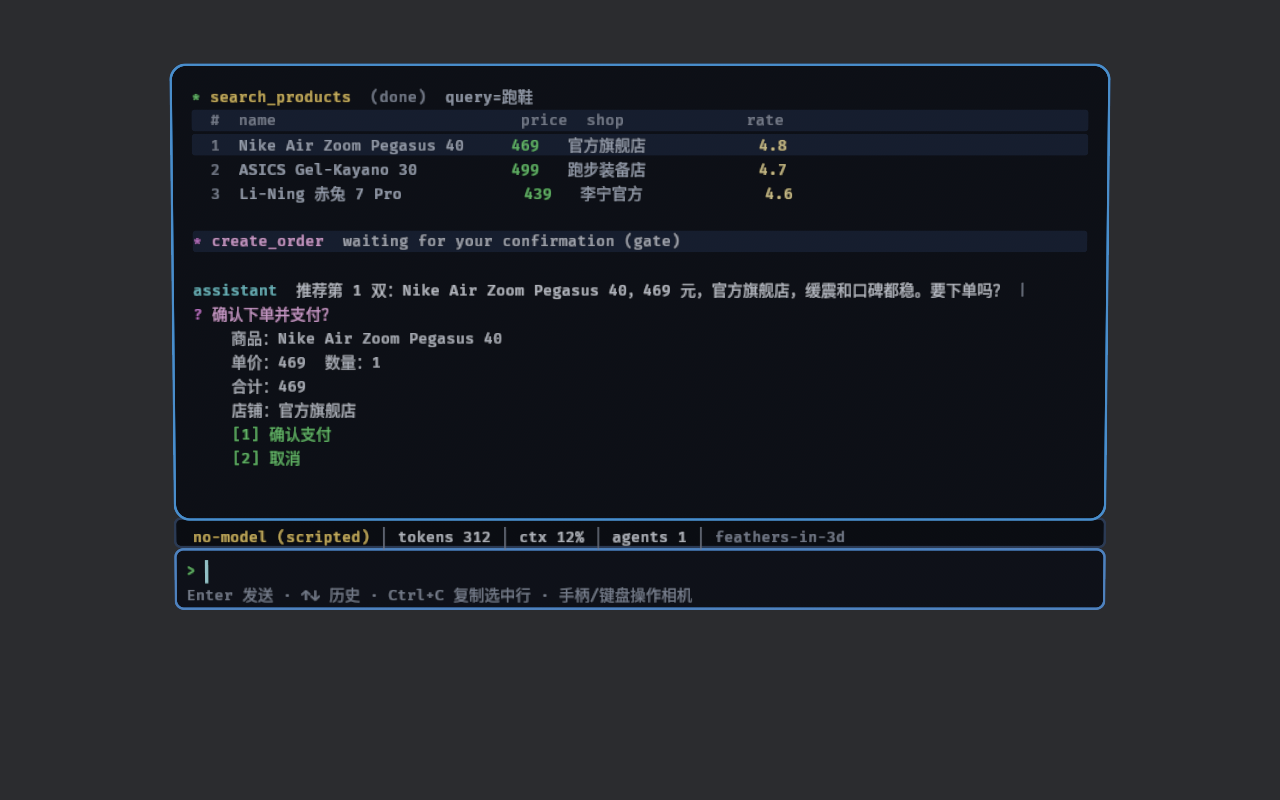 * search_products (done) query=跑鞋
# name price shop rate
1 Nike Air Zoom Pegasus 40 469 官方旗舰店 4.8
2 ASICS Gel-Kayano 30 499 跑步装备店 4.7
3 Li-Ning 赤兔 7 Pro 439 李宁官方 4.6
* create_order waiting for your confirmation (gate)
assistant 推荐第 1 双: Nike Air Zoom Pegasus 40, 469 元, 官方旗舰店, 缓震和口碑都稳。要下单吗?
? 确认下单并支付?
商品: Nike Air Zoom Pegasus 40
单价: 469 数量: 1
合计: 469
店铺: 官方旗舰店
[1] 确认支付
[2] 取消
no-model (scripted) │ tokens 312 │ ctx 12% │ agents 1 │ feathers-in-3d
>
Enter 发送 · ↑↓ 历史 · Ctrl+C 复制选中行 · 手柄/键盘操作相机